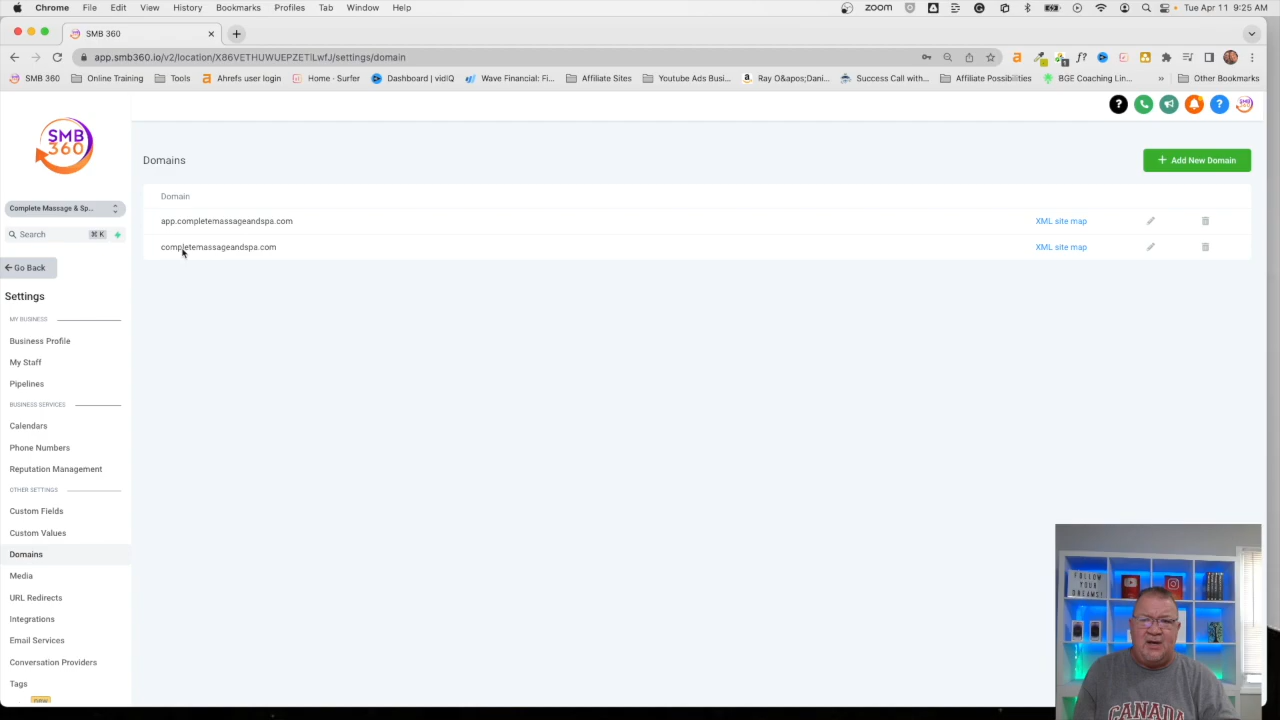 Chrome File Edit View History Bookmarks Profiles Tab Window Help zoom Tue Apr 11 9:25 AM
SMB 360
app.smb360.io/v2/location/X86VETHUWUEPZETiLwfJ/settings/domain
SMB 360 Online Training Tools Ahrefs user login Home · Surfer Dashboard | vidIQ Wave Financial: Fi... Affiliate Sites Youtube Ads Busi... Ray O&apos;Dani... Success Call with... Affiliate Possibilities BGE Coaching Lin... » Other Bookmarks
SMB
360
Domains
+ Add New Domain
Domain
app.completemassageandspa.com XML site map
completemassageandspa.com XML site map
Complete Massage & Sp...
Search ⌘ K
Go Back
Settings
MY BUSINESS
Business Profile
My Staff
Pipelines
BUSINESS SERVICES
Calendars
Phone Numbers
Reputation Management
OTHER SETTINGS
Custom Fields
Custom Values
Domains
Media
URL Redirects
Integrations
Email Services
Conversation Providers
Tags
new
FOLLOW
YOUR
DREAMS!
CANADA